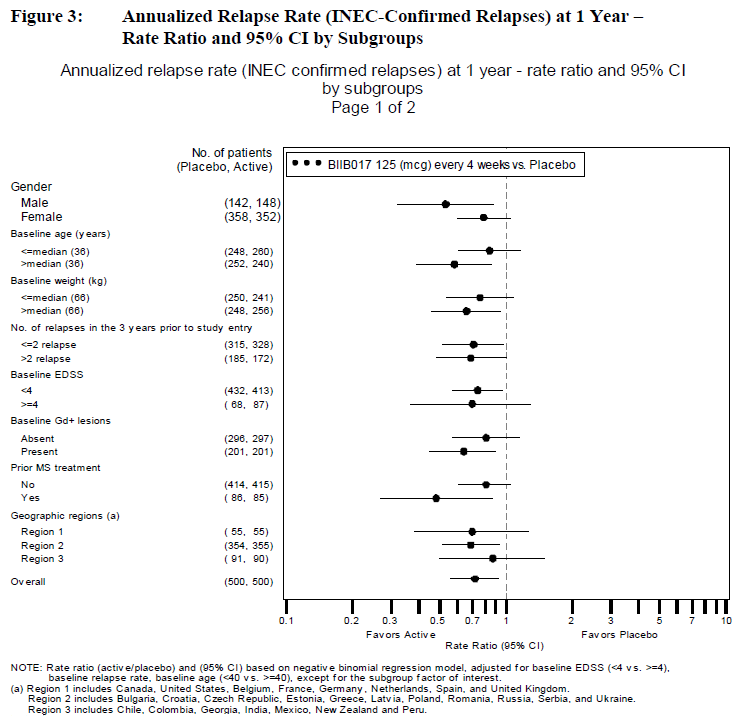 Figure 3: Annualized Relapse Rate (INEC-Confirmed Relapses) at 1 Year –
Rate Ratio and 95% CI by Subgroups
Annualized relapse rate (INEC confirmed relapses) at 1 year - rate ratio and 95% CI
by subgroups
Page 1 of 2
No. of patients
(Placebo, Active)
BIIB017 125 (mcg) every 4 weeks vs. Placebo
Gender
Male (142, 148)
Female (358, 352)
Baseline age (years)
<=median (36) (248, 260)
>median (36) (252, 240)
Baseline weight (kg)
<=median (66) (250, 241)
>median (66) (248, 256)
No. of relapses in the 3 years prior to study entry
<=2 relapse (315, 328)
>2 relapse (185, 172)
Baseline EDSS
<4 (432, 413)
>=4 ( 68, 87)
Baseline Gd+ lesions
Absent (296, 297)
Present (201, 201)
Prior MS treatment
No (414, 415)
Yes ( 86, 85)
Geographic regions (a)
Region 1 ( 55, 55)
Region 2 (354, 355)
Region 3 ( 91, 90)
Overall (500, 500)
0.1 0.2 0.3 0.5 0.7 1 2 3 5 7 10
Favors Active Favors Placebo
Rate Ratio (95% CI)
NOTE: Rate ratio (active/placebo) and (95% CI) based on negative binomial regression model, adjusted for baseline EDSS (<4 vs. >=4),
baseline relapse rate, baseline age (<40 vs. >=40), except for the subgroup factor of interest.
(a) Region 1 includes Canada, United States, Belgium, France, Germany, Netherlands, Spain, and United Kingdom.
Region 2 includes Bulgaria, Croatia, Czech Republic, Estonia, Greece, Latvia, Poland, Romania, Russia, Serbia, and Ukraine.
Region 3 includes Chile, Colombia, Georgia, India, Mexico, New Zealand and Peru.